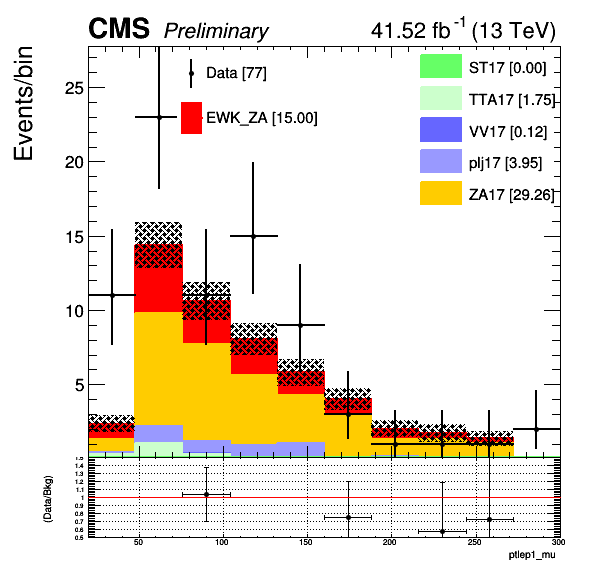 CMS Preliminary 41.52 fb⁻¹ (13 TeV)
Events/bin
Data [77]
EWK_ZA [15.00]
ST17 [0.00]
TTA17 [1.75]
VV17 [0.12]
plj17 [3.95]
ZA17 [29.26]
25
20
15
10
5
(Data/Bkg)
1.5
1.4
1.3
1.2
1.1
1
0.9
0.8
0.7
0.6
0.5
50 100 150 200 250 300
ptlep1_mu